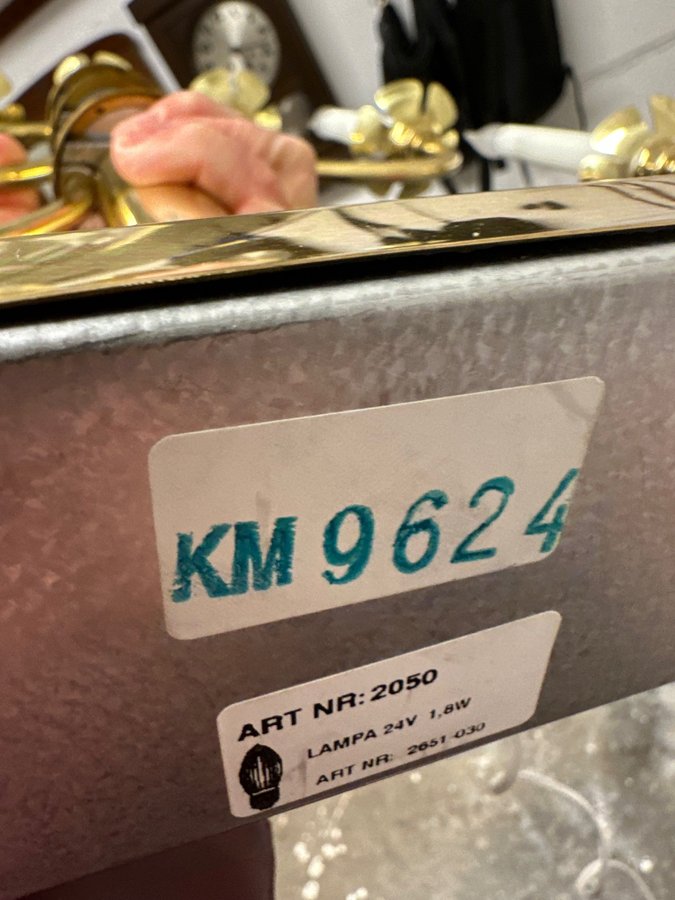 KM 9624
ART NR: 2050
LAMPA 24V 1,8W
ART NR: 2651-030